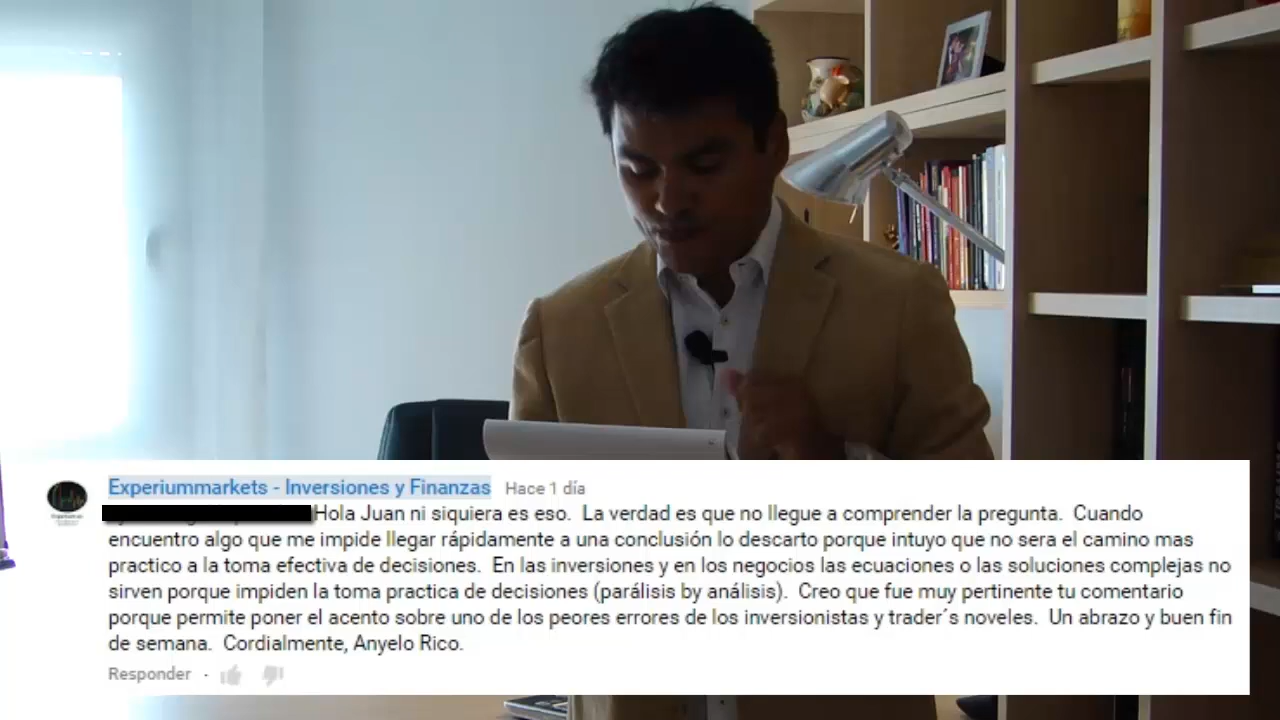 Experiummarkets - Inversiones y Finanzas Hace 1 día
Hola Juan ni siquiera es eso. La verdad es que no llegue a comprender la pregunta. Cuando
encuentro algo que me impide llegar rápidamente a una conclusión lo descarto porque intuyo que no sera el camino mas
practico a la toma efectiva de decisiones. En las inversiones y en los negocios las ecuaciones o las soluciones complejas no
sirven porque impiden la toma practica de decisiones (parálisis by análisis). Creo que fue muy pertinente tu comentario
porque permite poner el acento sobre uno de los peores errores de los inversionistas y trader´s noveles. Un abrazo y buen fin
de semana. Cordialmente, Anyelo Rico.
Responder ·